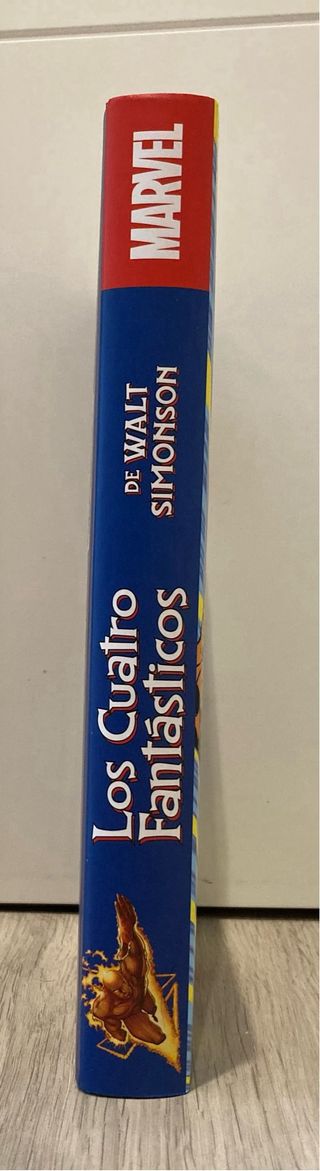 MARVEL
DE WALT
SIMONSON
Los Cuatro
Fantásticos